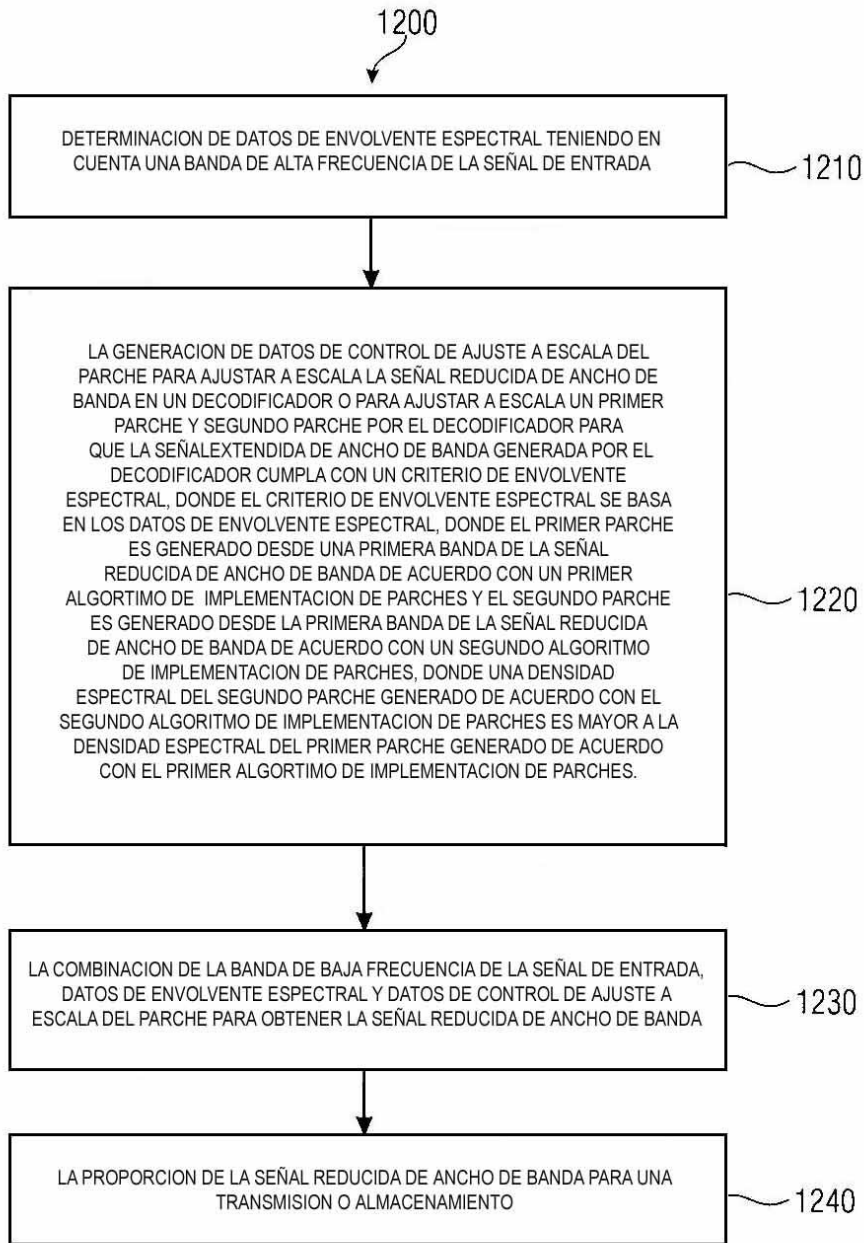 1200
DETERMINACION DE DATOS DE ENVOLVENTE ESPECTRAL TENIENDO EN
CUENTA UNA BANDA DE ALTA FRECUENCIA DE LA SEÑAL DE ENTRADA
1210
LA GENERACION DE DATOS DE CONTROL DE AJUSTE A ESCALA DEL
PARCHE PARA AJUSTAR A ESCALA LA SEÑAL REDUCIDA DE ANCHO DE
BANDA EN UN DECODIFICADOR O PARA AJUSTAR A ESCALA UN PRIMER
PARCHE Y SEGUNDO PARCHE POR EL DECODIFICADOR PARA
QUE LA SEÑALEXTENDIDA DE ANCHO DE BANDA GENERADA POR EL
DECODIFICADOR CUMPLA CON UN CRITERIO DE ENVOLVENTE
ESPECTRAL, DONDE EL CRITERIO DE ENVOLVENTE ESPECTRAL SE BASA
EN LOS DATOS DE ENVOLVENTE ESPECTRAL, DONDE EL PRIMER PARCHE
ES GENERADO DESDE UNA PRIMERA BANDA DE LA SEÑAL
REDUCIDA DE ANCHO DE BANDA DE ACUERDO CON UN PRIMER
ALGORTIMO DE IMPLEMENTACION DE PARCHES Y EL SEGUNDO PARCHE
ES GENERADO DESDE LA PRIMERA BANDA DE LA SEÑAL REDUCIDA
DE ANCHO DE BANDA DE ACUERDO CON UN SEGUNDO ALGORITMO
DE IMPLEMENTACION DE PARCHES, DONDE UNA DENSIDAD
ESPECTRAL DEL SEGUNDO PARCHE GENERADO DE ACUERDO CON EL
SEGUNDO ALGORITMO DE IMPLEMENTACION DE PARCHES ES MAYOR A LA
DENSIDAD ESPECTRAL DEL PRIMER PARCHE GENERADO DE ACUERDO
CON EL PRIMER ALGORTIMO DE IMPLEMENTACION DE PARCHES.
1220
LA COMBINACION DE LA BANDA DE BAJA FRECUENCIA DE LA SEÑAL DE ENTRADA,
DATOS DE ENVOLVENTE ESPECTRAL Y DATOS DE CONTROL DE AJUSTE A
ESCALA DEL PARCHE PARA OBTENER LA SEÑAL REDUCIDA DE ANCHO DE BANDA
1230
LA PROPORCION DE LA SEÑAL REDUCIDA DE ANCHO DE BANDA PARA UNA
TRANSMISION O ALMACENAMIENTO
1240